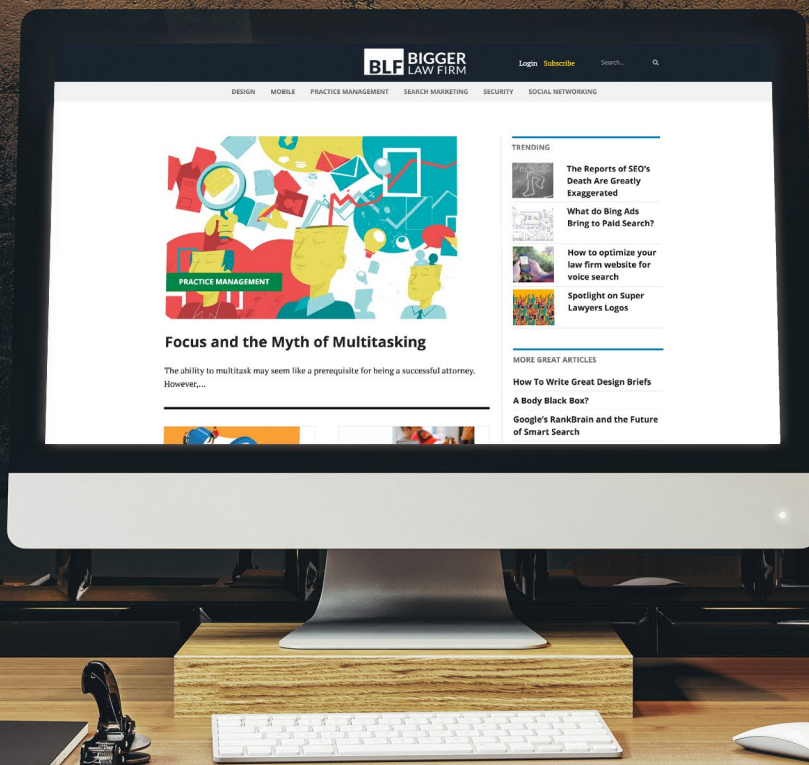 BLF BIGGER
LAW FIRM
Login Subscribe Search...
DESIGN MOBILE PRACTICE MANAGEMENT SEARCH MARKETING SECURITY SOCIAL NETWORKING
PRACTICE MANAGEMENT
Focus and the Myth of Multitasking
The ability to multitask may seem like a prerequisite for being a successful attorney.
However,...
TRENDING
The Reports of SEO's
Death Are Greatly
Exaggerated
What do Bing Ads
Bring to Paid Search?
How to optimize your
law firm website for
voice search
Spotlight on Super
Lawyers Logos
MORE GREAT ARTICLES
How To Write Great Design Briefs
A Body Black Box?
Google's RankBrain and the Future
of Smart Search